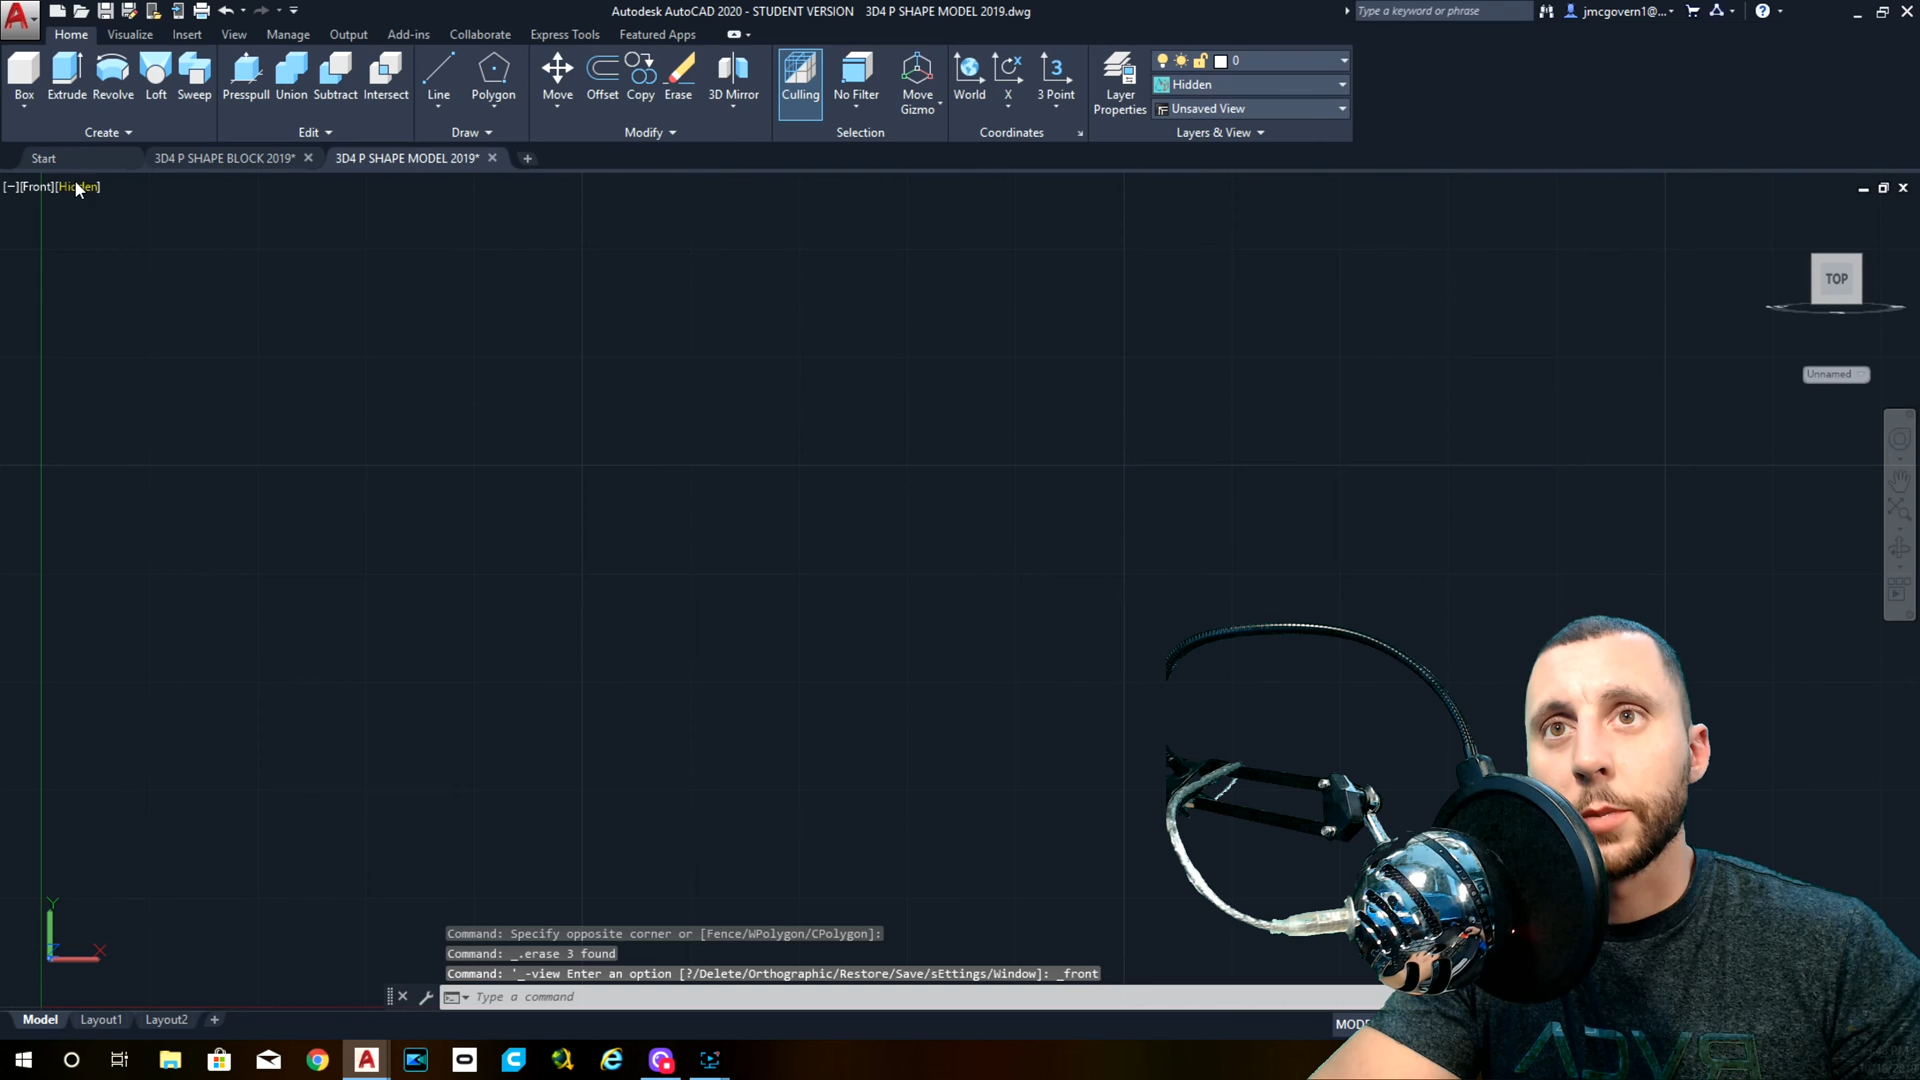 Autodesk AutoCAD 2020 - STUDENT VERSION 3D4 P SHAPE MODEL 2019.dwg
Type a keyword or phrase
jmcgovern1@...
Home Visualize Insert View Manage Output Add-ins Collaborate Express Tools Featured Apps
Box Extrude Revolve Loft Sweep Presspull Union Subtract Intersect Line Polygon Move Offset Copy Erase 3D Mirror Culling No Filter Move Gizmo World X 3 Point Layer Properties
0
Hidden
Unsaved View
Create Edit Draw Modify Selection Coordinates Layers & View
Start 3D4 P SHAPE BLOCK 2019* 3D4 P SHAPE MODEL 2019*
[−][Front][Hidden]
TOP
Unnamed
Y
X
Command: Specify opposite corner or [Fence/WPolygon/CPolygon]:
Command: _.erase 3 found
Command: '_-view Enter an option [?/Delete/Orthographic/Restore/Save/sEttings/Window]: _front
Type a command
Model Layout1 Layout2